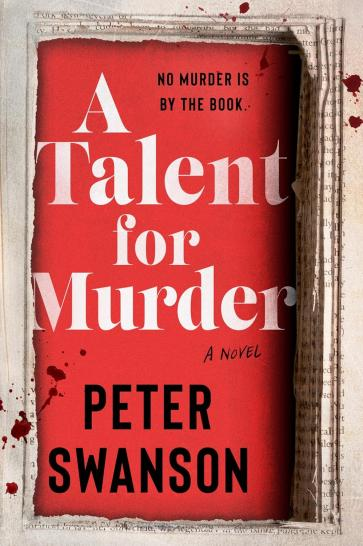 NO MURDER IS
BY THE BOOK.
A
Talent
for
Murder
A NOVEL
PETER
SWANSON